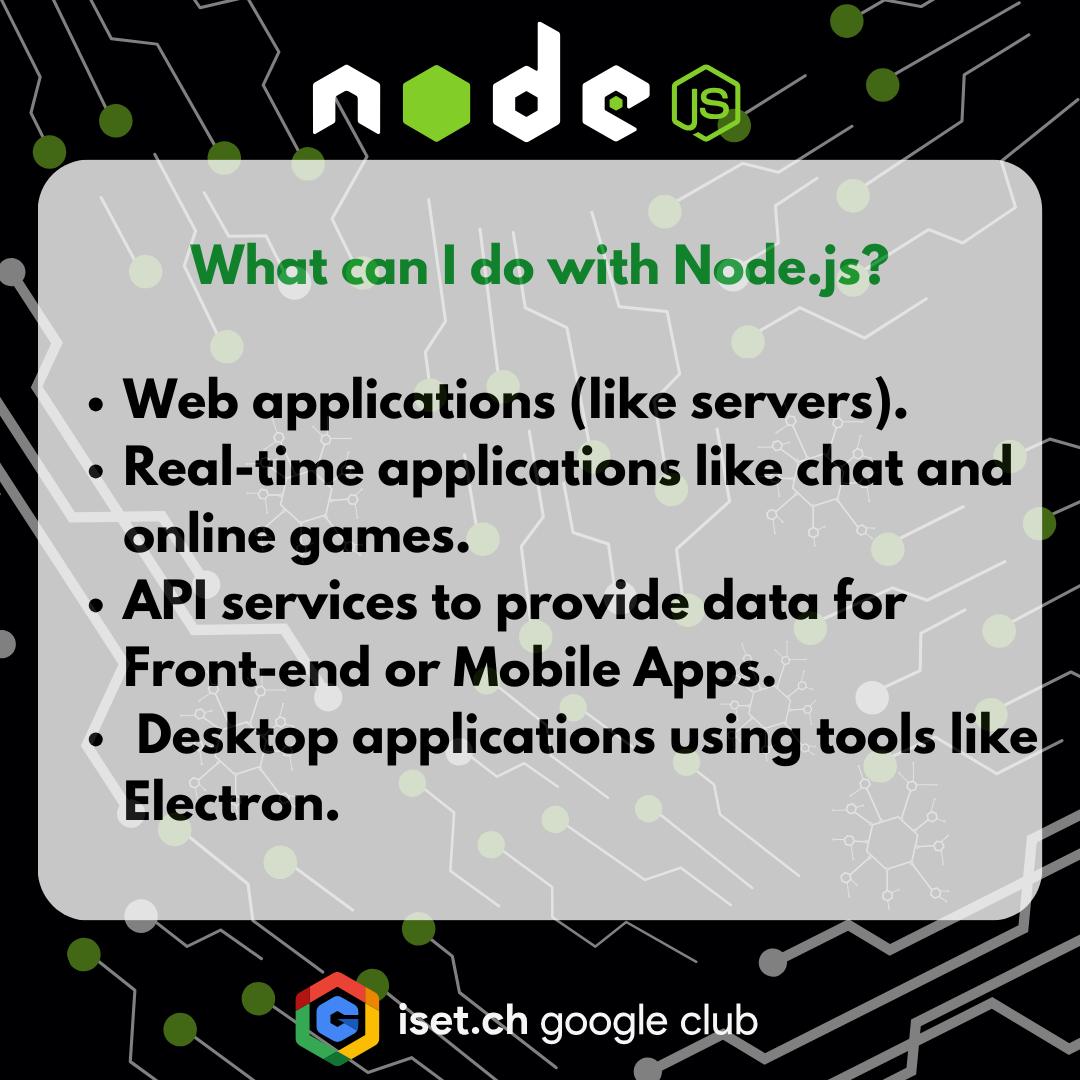 node JS
What can I do with Node.js?
• Web applications (like servers).
• Real-time applications like chat and
online games.
• API services to provide data for
Front-end or Mobile Apps.
• Desktop applications using tools like
Electron.
iset.ch google club